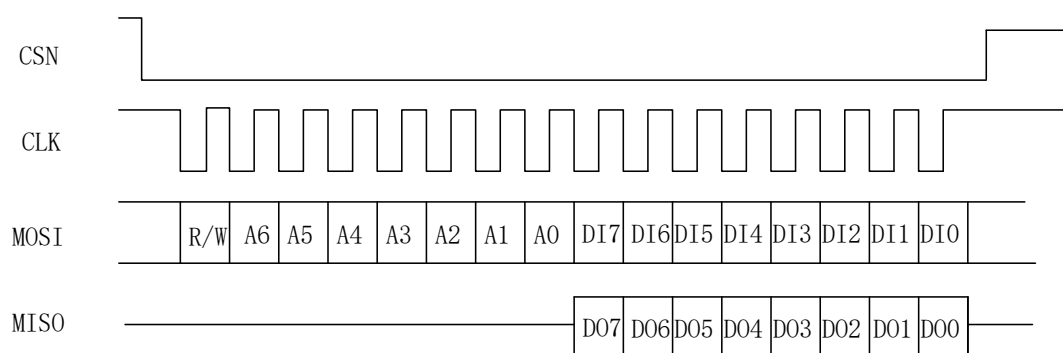 CSN
CLK
MOSI R/W A6 A5 A4 A3 A2 A1 A0 DI7 DI6 DI5 DI4 DI3 DI2 DI1 DI0
MISO DO7 DO6 DO5 DO4 DO3 DO2 DO1 DO0